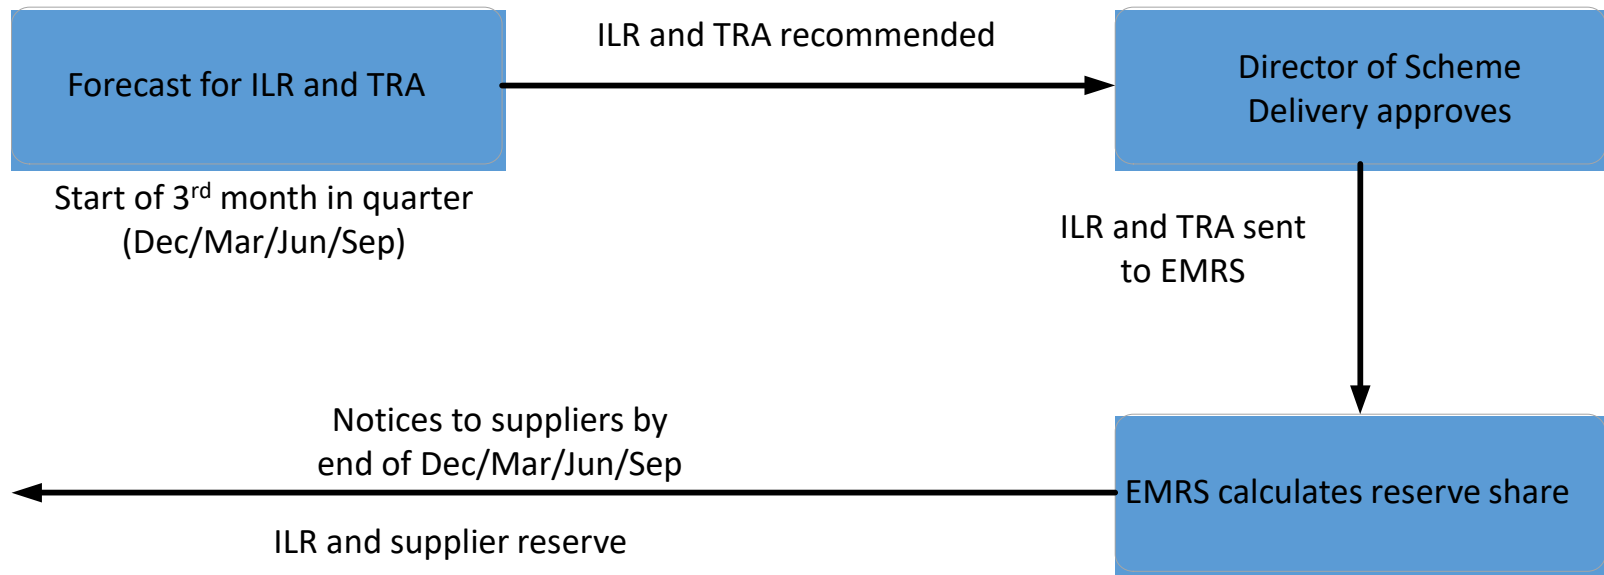 Forecast for ILR and TRA
ILR and TRA recommended
Director of Scheme
Delivery approves
Start of 3rd month in quarter
(Dec/Mar/Jun/Sep)
ILR and TRA sent
to EMRS
Notices to suppliers by
end of Dec/Mar/Jun/Sep
EMRS calculates reserve share
ILR and supplier reserve